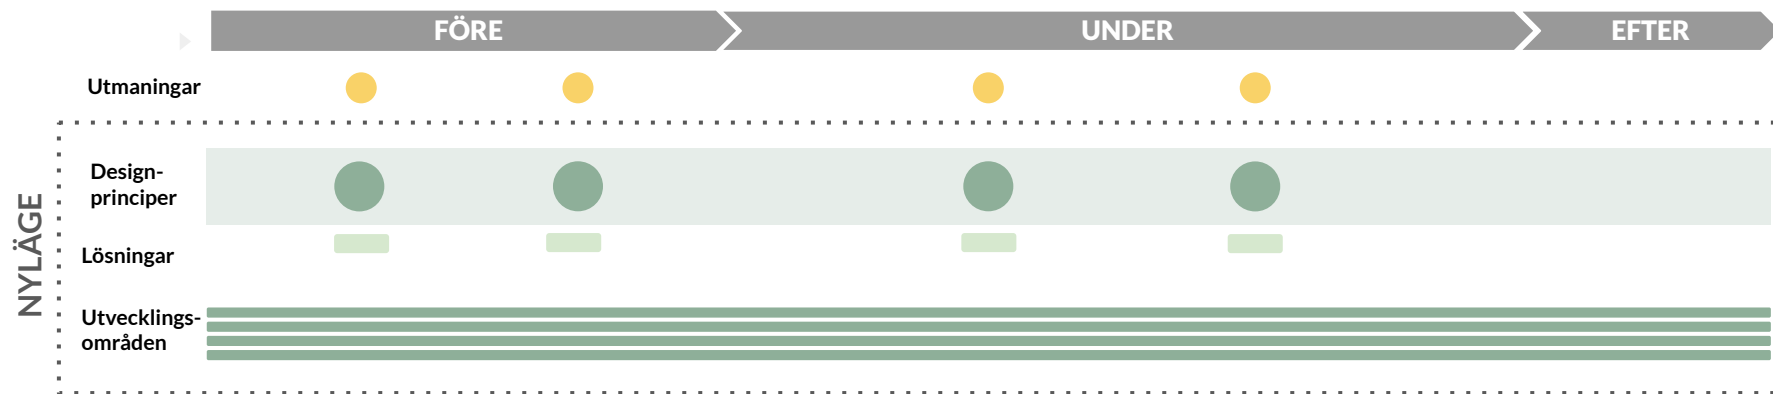 FÖRE
UNDER
EFTER
Utmaningar
Design-
principer
NYLÄGE
Lösningar
Utvecklings-
områden